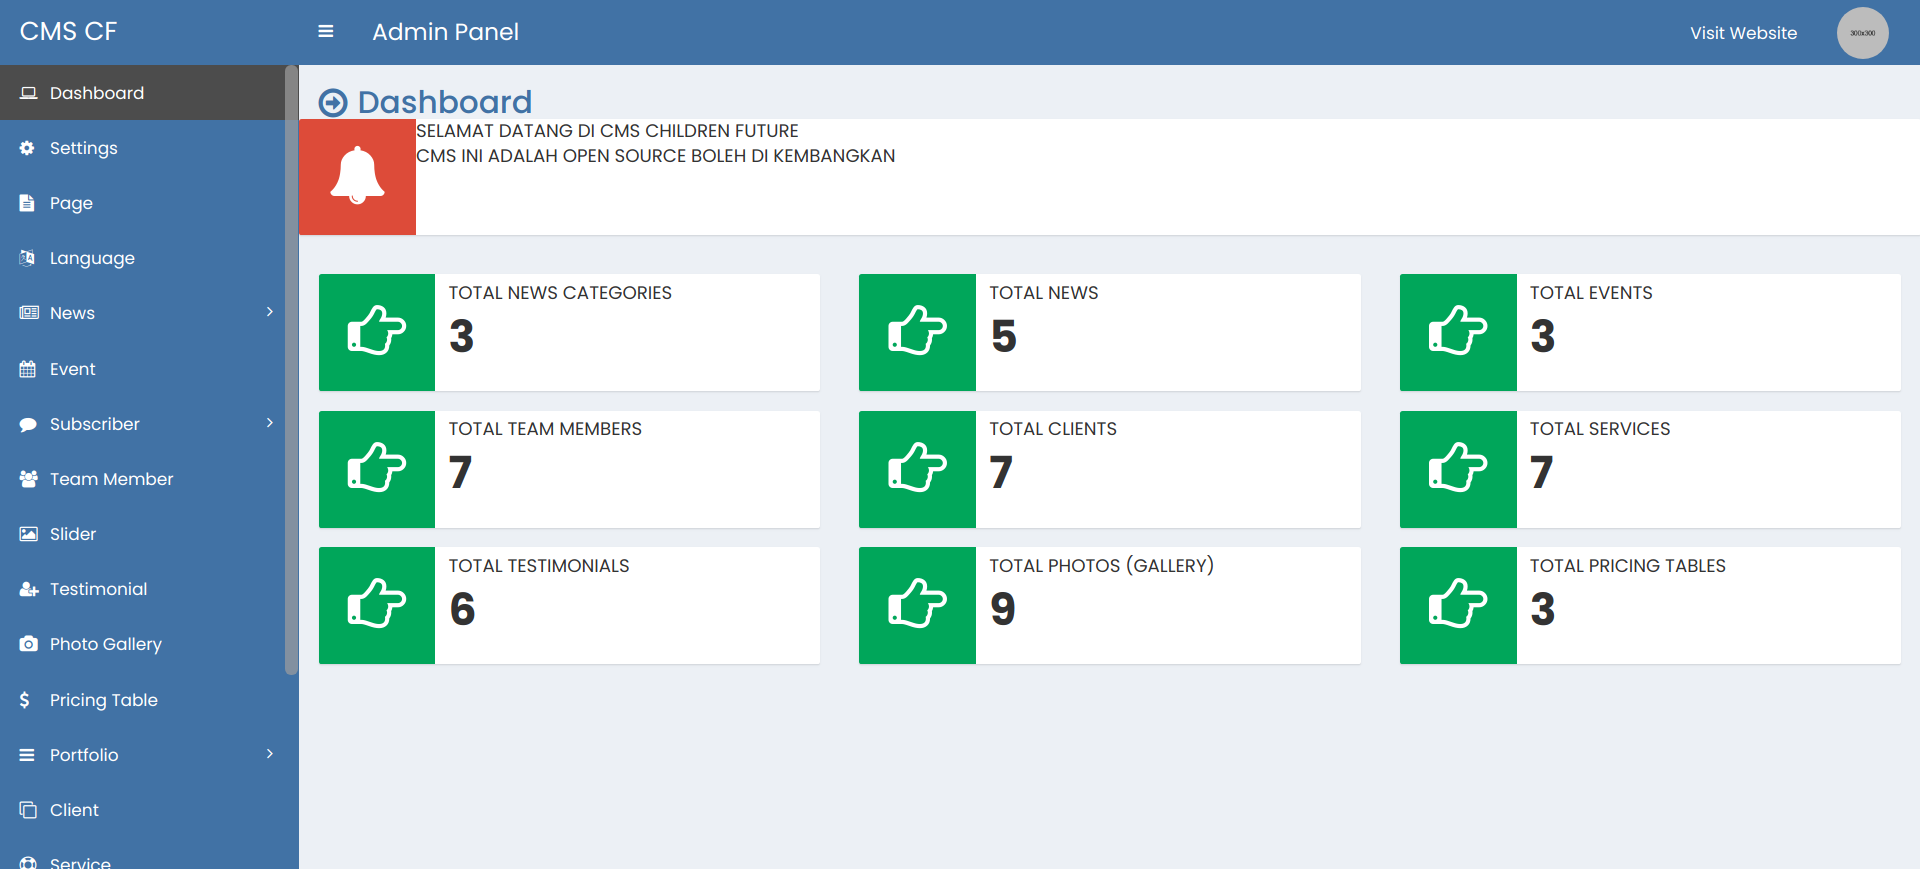 CMS CF
Admin Panel
Visit Website
300x300
Dashboard
Settings
Page
Language
News
Event
Subscriber
Team Member
Slider
Testimonial
Photo Gallery
Pricing Table
Portfolio
Client
Service
Dashboard
SELAMAT DATANG DI CMS CHILDREN FUTURE
CMS INI ADALAH OPEN SOURCE BOLEH DI KEMBANGKAN
TOTAL NEWS CATEGORIES
3
TOTAL NEWS
5
TOTAL EVENTS
3
TOTAL TEAM MEMBERS
7
TOTAL CLIENTS
7
TOTAL SERVICES
7
TOTAL TESTIMONIALS
6
TOTAL PHOTOS (GALLERY)
9
TOTAL PRICING TABLES
3